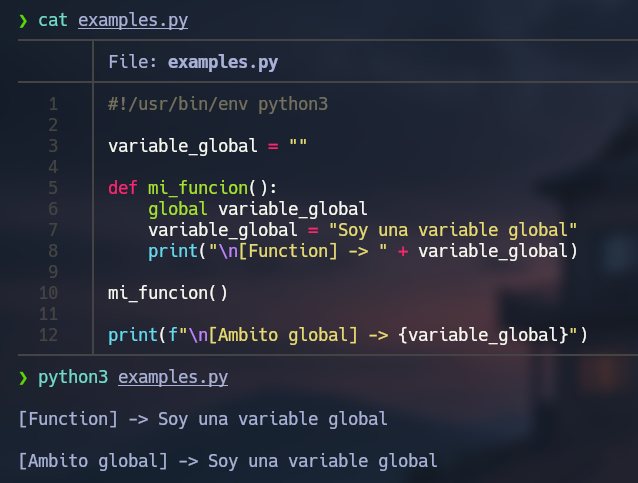 ❯ cat examples.py
File: examples.py
1 #!/usr/bin/env python3
2
3 variable_global = ""
4
5 def mi_funcion():
6     global variable_global
7     variable_global = "Soy una variable global"
8     print("\n[Function] -> " + variable_global)
9
10 mi_funcion()
11
12 print(f"\n[Ambito global] -> {variable_global}")
❯ python3 examples.py
[Function] -> Soy una variable global
[Ambito global] -> Soy una variable global